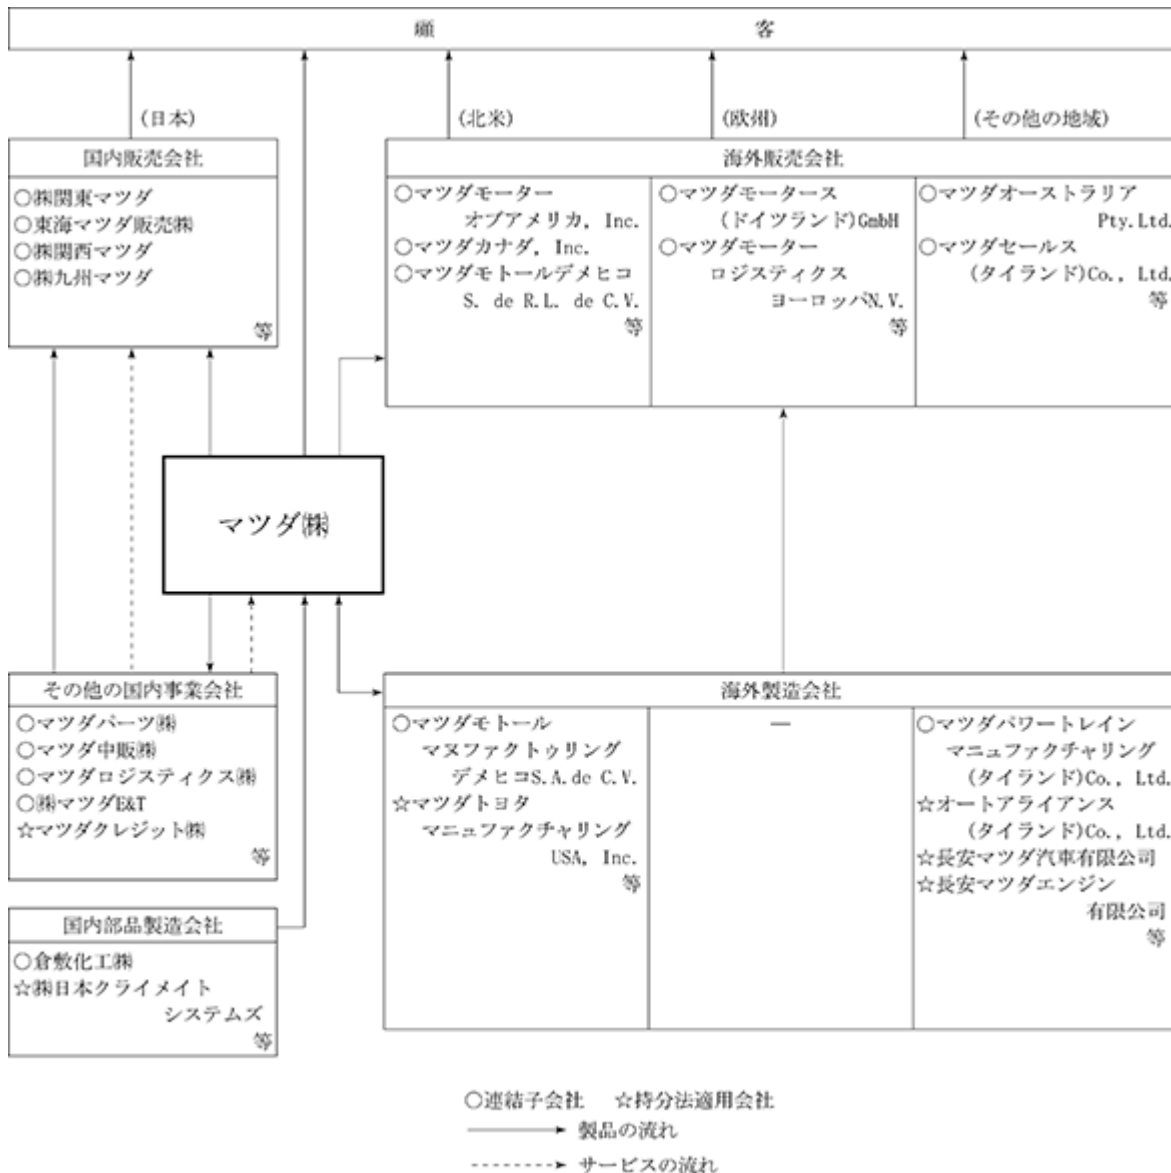 顧客
(日本)
(北米)
(欧州)
(その他の地域)
国内販売会社
○㈱関東マツダ
○東海マツダ販売㈱
○㈱関西マツダ
○㈱九州マツダ
等
海外販売会社
○マツダモーター
オブアメリカ, Inc.
○マツダカナダ, Inc.
○マツダモトールデメヒコ
S. de R.L. de C.V.
等
○マツダモータース
(ドイツランド)GmbH
○マツダモーター
ロジスティクス
ヨーロッパN.V.
等
○マツダオーストラリア
Pty.Ltd.
○マツダセールス
(タイランド)Co., Ltd.
等
マツダ㈱
その他の国内事業会社
○マツダパーツ㈱
○マツダ中販㈱
○マツダロジスティクス㈱
○㈱マツダE&T
☆マツダクレジット㈱
等
国内部品製造会社
○倉敷化工㈱
☆㈱日本クライメイト
システムズ
等
海外製造会社
○マツダモトール
マヌファクトゥリング
デメヒコS.A.de C.V.
☆マツダトヨタ
マニュファクチャリング
USA, Inc.
等
―
○マツダパワートレイン
マニュファクチャリング
(タイランド)Co., Ltd.
☆オートアライアンス
(タイランド)Co., Ltd.
☆長安マツダ汽車有限公司
☆長安マツダエンジン
有限公司
等
○連結子会社 ☆持分法適用会社
製品の流れ
サービスの流れ